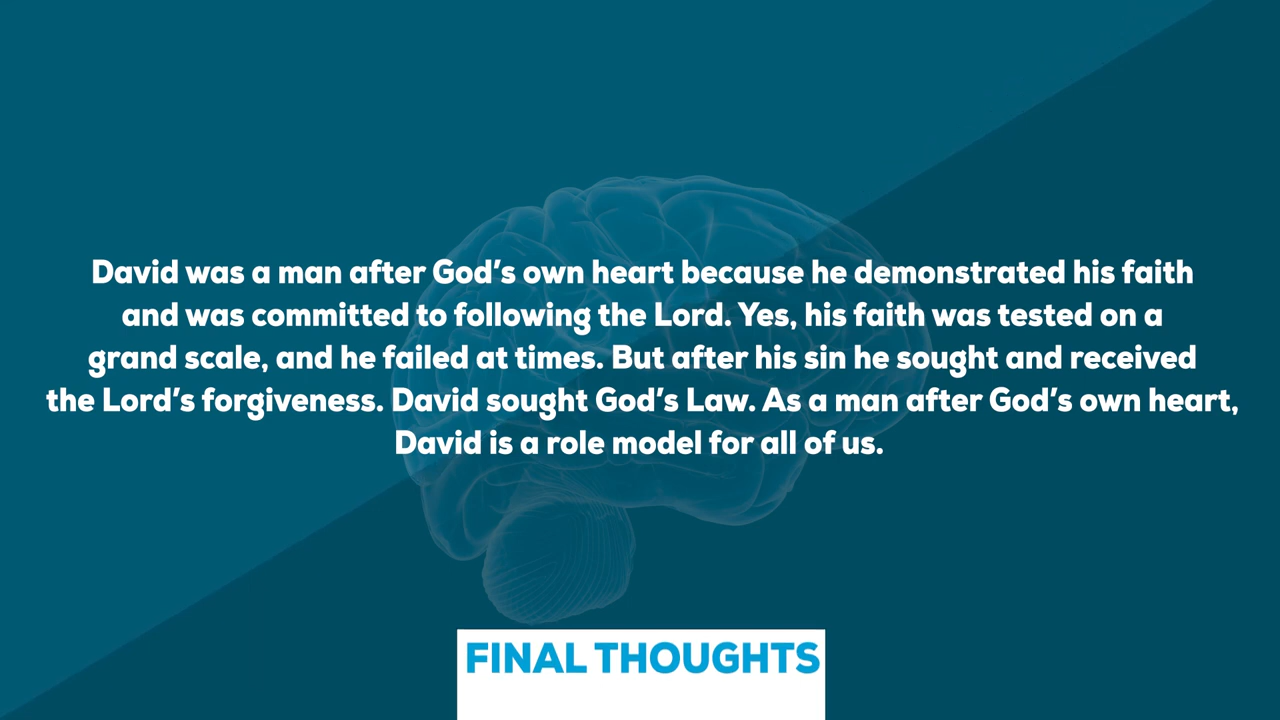 David was a man after God's own heart because he demonstrated his faith
and was committed to following the Lord. Yes, his faith was tested on a
grand scale, and he failed at times. But after his sin he sought and received
the Lord's forgiveness. David sought God's Law. As a man after God's own heart,
David is a role model for all of us.
FINAL THOUGHTS